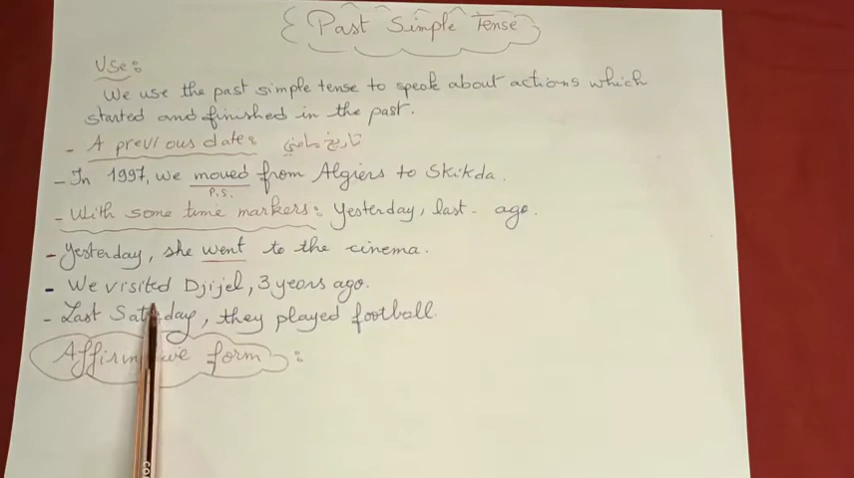 Past Simple Tense
Use:
We use the past simple tense to speak about actions which
started and finished in the past.
- A previous date: تاريخ ماضي
- In 1997, we moved from Algiers to Skikda.
P.S.
- With some time markers: Yesterday, last - ago.
- Yesterday, she went to the cinema.
- We visited Djijel, 3 years ago.
- Last Saturday, they played football.
Affirmative form: